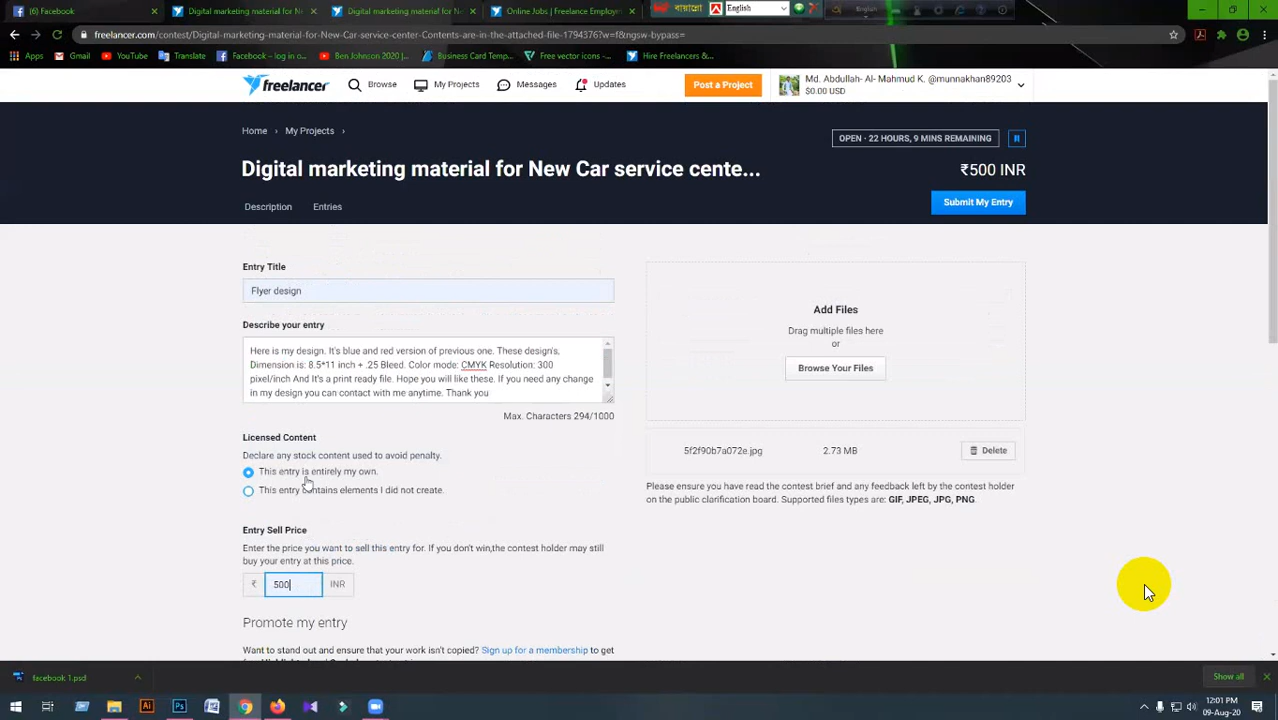 (6) Facebook
Digital marketing material for Ne
Digital marketing material for Ne
Online Jobs | Freelance Employm
English
English
freelancer.com/contest/Digital-marketing-material-for-New-Car-service-center-Contents-are-in-the-attached-file-1794376?w=f&ngsw-bypass=
Apps
Gmail
YouTube
Facebook – log in o...
Ben Johnson 2020 |...
Business Card Temp...
Free vector icons -...
Hire Freelancers &...
freelancer
Browse
My Projects
Messages
Updates
Post a Project
Md. Abdullah- Al- Mahmud K. @munnakhan89203
$0.00 USD
Home › My Projects ›
OPEN · 22 HOURS, 9 MINS REMAINING
Digital marketing material for New Car service cente...
₹500 INR
Description
Entries
Submit My Entry
Entry Title
Flyer design
Describe your entry
Here is my design. It's blue and red version of previous one. These design's,
Dimension is: 8.5*11 inch + .25 Bleed. Color mode: CMYK Resolution: 300
pixel/inch And It's a print ready file. Hope you will like these. If you need any change
in my design you can contact with me anytime. Thank you
Max. Characters 294/1000
Add Files
Drag multiple files here
or
Browse Your Files
5f2f90b7a072e.jpg
2.73 MB
Delete
Please ensure you have read the contest brief and any feedback left by the contest holder
on the public clarification board. Supported files types are: GIF, JPEG, JPG, PNG.
Licensed Content
Declare any stock content used to avoid penalty.
This entry is entirely my own.
This entry contains elements I did not create.
Entry Sell Price
Enter the price you want to sell this entry for. If you don't win,the contest holder may still
buy your entry at this price.
₹ 500 INR
Promote my entry
Want to stand out and ensure that your work isn't copied? Sign up for a membership to get
facebook 1.psd
Show all
12:01 PM
09-Aug-20